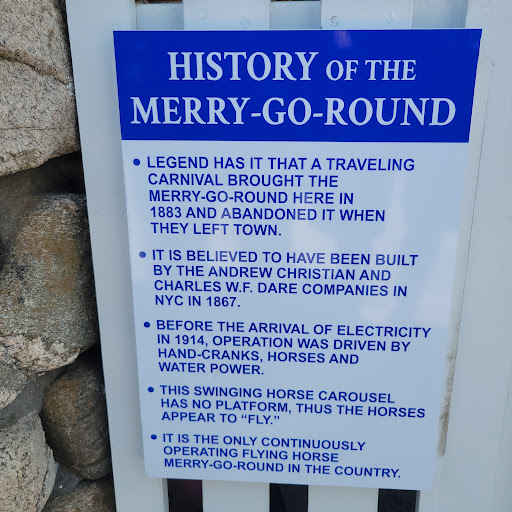 HISTORY OF THE
MERRY-GO-ROUND
• LEGEND HAS IT THAT A TRAVELING
CARNIVAL BROUGHT THE
MERRY-GO-ROUND HERE IN
1883 AND ABANDONED IT WHEN
THEY LEFT TOWN.
• IT IS BELIEVED TO HAVE BEEN BUILT
BY THE ANDREW CHRISTIAN AND
CHARLES W.F. DARE COMPANIES IN
NYC IN 1867.
• BEFORE THE ARRIVAL OF ELECTRICITY
IN 1914, OPERATION WAS DRIVEN BY
HAND-CRANKS, HORSES AND
WATER POWER.
• THIS SWINGING HORSE CAROUSEL
HAS NO PLATFORM, THUS THE HORSES
APPEAR TO “FLY.”
• IT IS THE ONLY CONTINUOUSLY
OPERATING FLYING HORSE
MERRY-GO-ROUND IN THE COUNTRY.